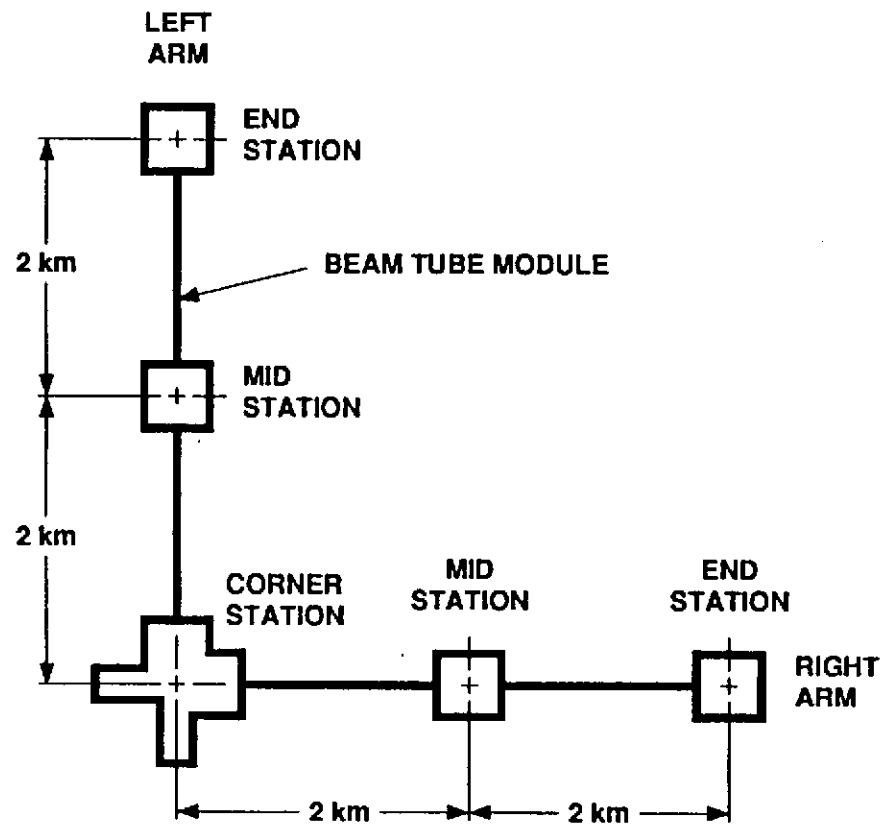 LEFT
ARM
END
STATION
2 km
BEAM TUBE MODULE
MID
STATION
2 km
CORNER
STATION
MID
STATION
END
STATION
RIGHT
ARM
2 km
2 km